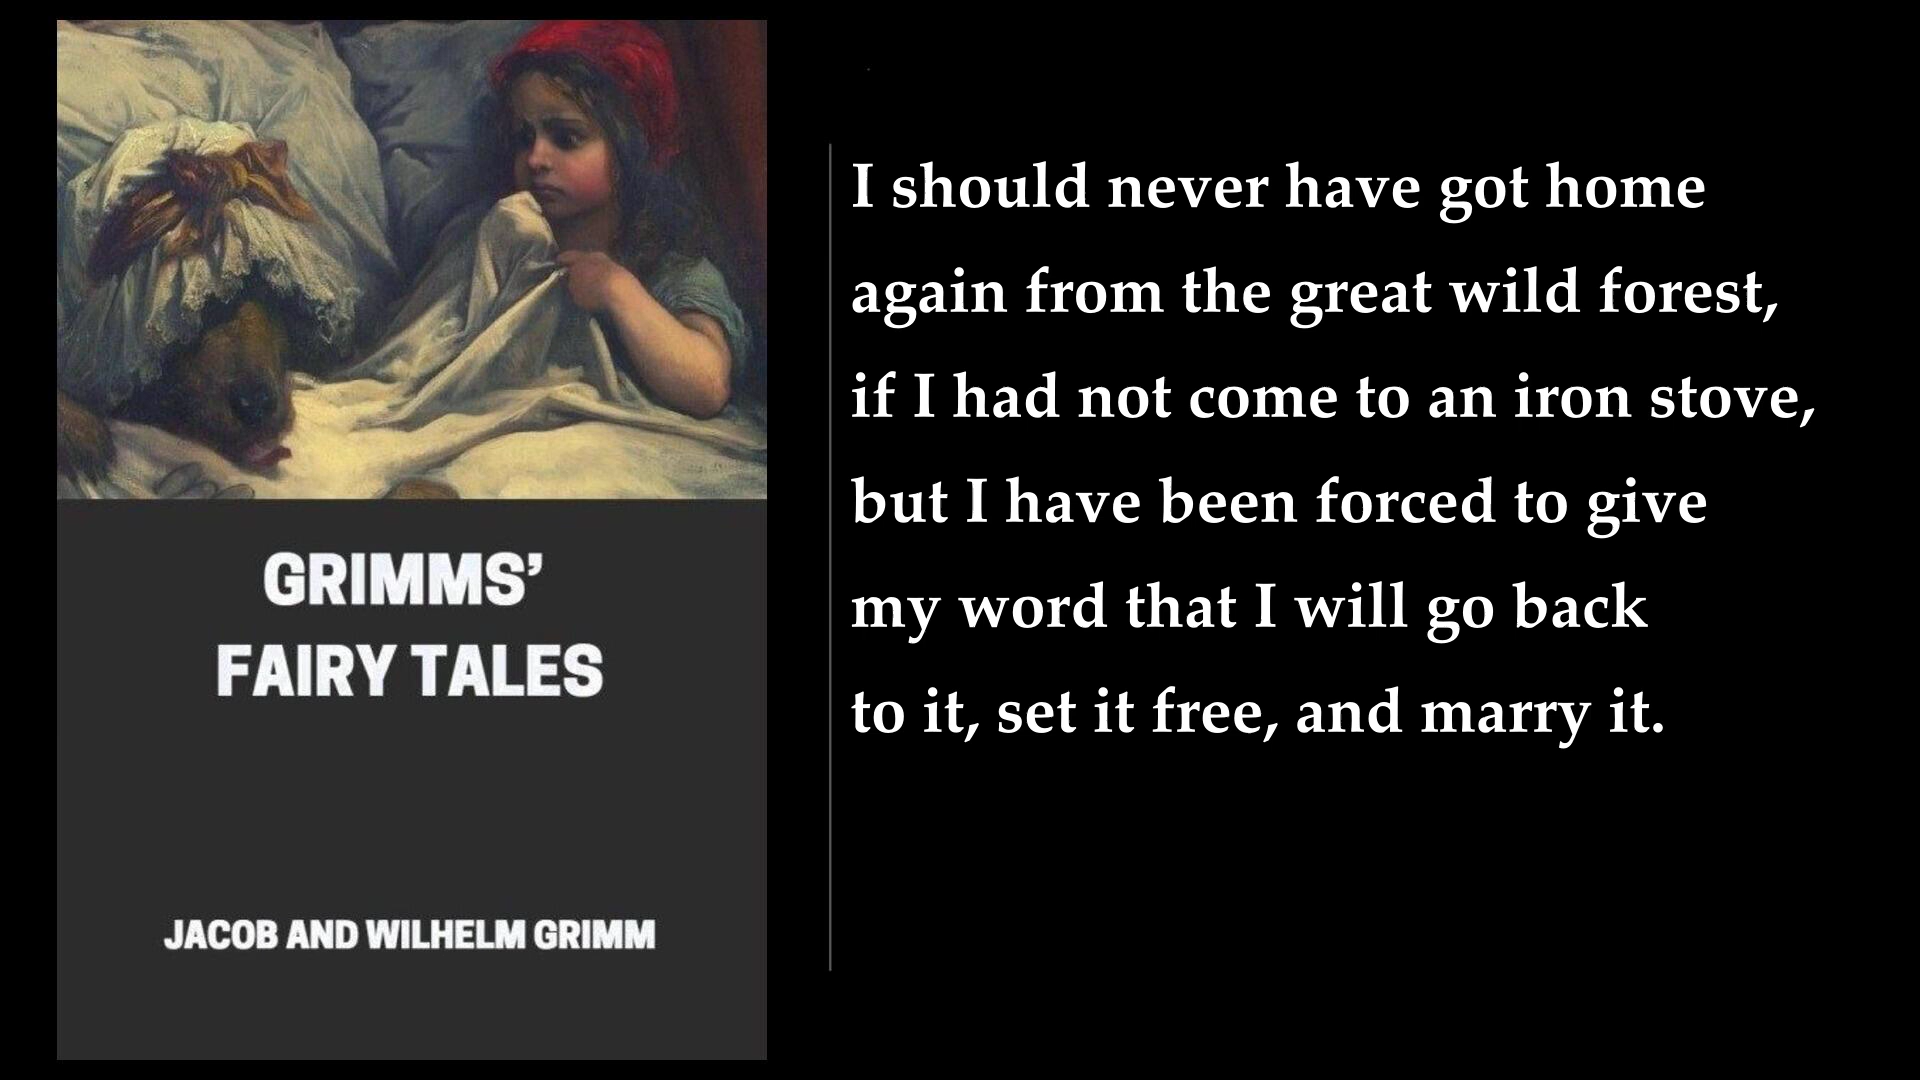 GRIMMS’
FAIRY TALES
JACOB AND WILHELM GRIMM
I should never have got home
again from the great wild forest,
if I had not come to an iron stove,
but I have been forced to give
my word that I will go back
to it, set it free, and marry it.